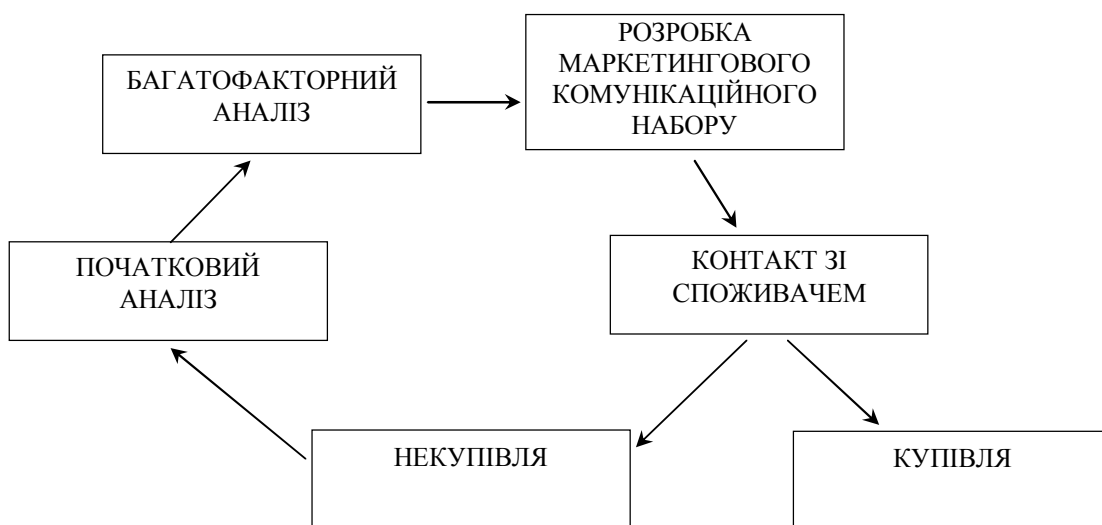 РОЗРОБКА
МАРКЕТИНГОВОГО
КОМУНІКАЦІЙНОГО
НАБОРУ
БАГАТОФАКТОРНИЙ
АНАЛІЗ
ПОЧАТКОВИЙ
АНАЛІЗ
КОНТАКТ ЗІ
СПОЖИВАЧЕМ
НЕКУПІВЛЯ
КУПІВЛЯ